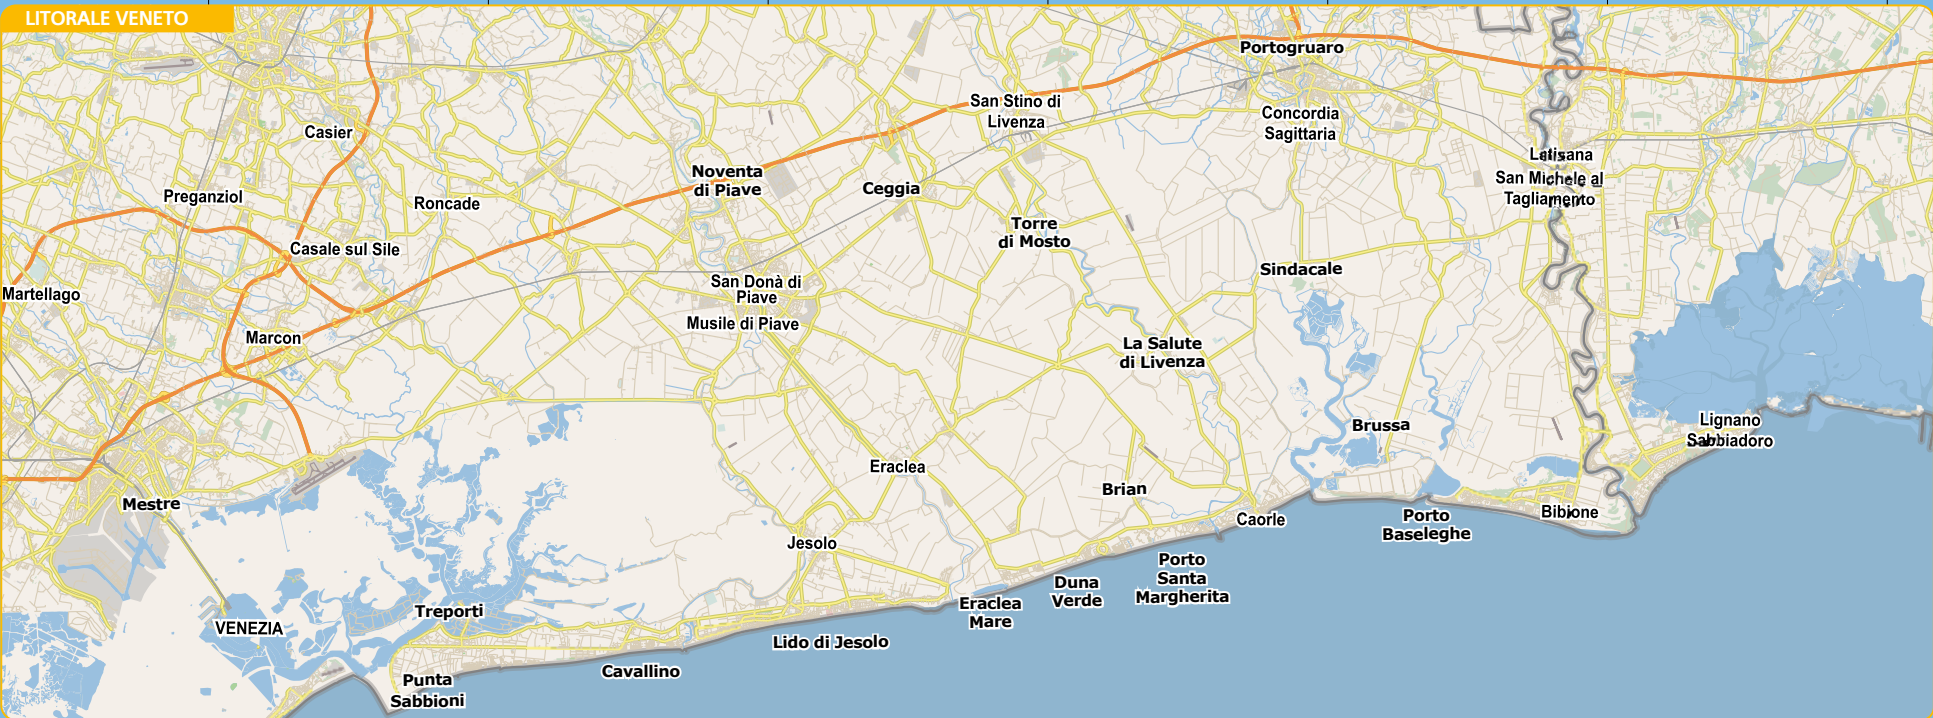 LITORALE VENETO
Portogruaro
San Stino di
Livenza
Concordia
Sagittaria
Casier
Latisana
San Michele al
Tagliamento
Noventa
di Piave
Ceggia
Preganziol
Roncade
Torre
di Mosto
Casale sul Sile
Sindacale
San Donà di
Piave
Martellago
Musile di Piave
Marcon
La Salute
di Livenza
Brussa
Lignano
Sabbiadoro
Eraclea
Brian
Mestre
Caorle
Bibione
Porto
Baseleghe
Jesolo
Porto
Santa
Margherita
Duna
Verde
Treporti
Eraclea
Mare
VENEZIA
Lido di Jesolo
Cavallino
Punta
Sabbioni